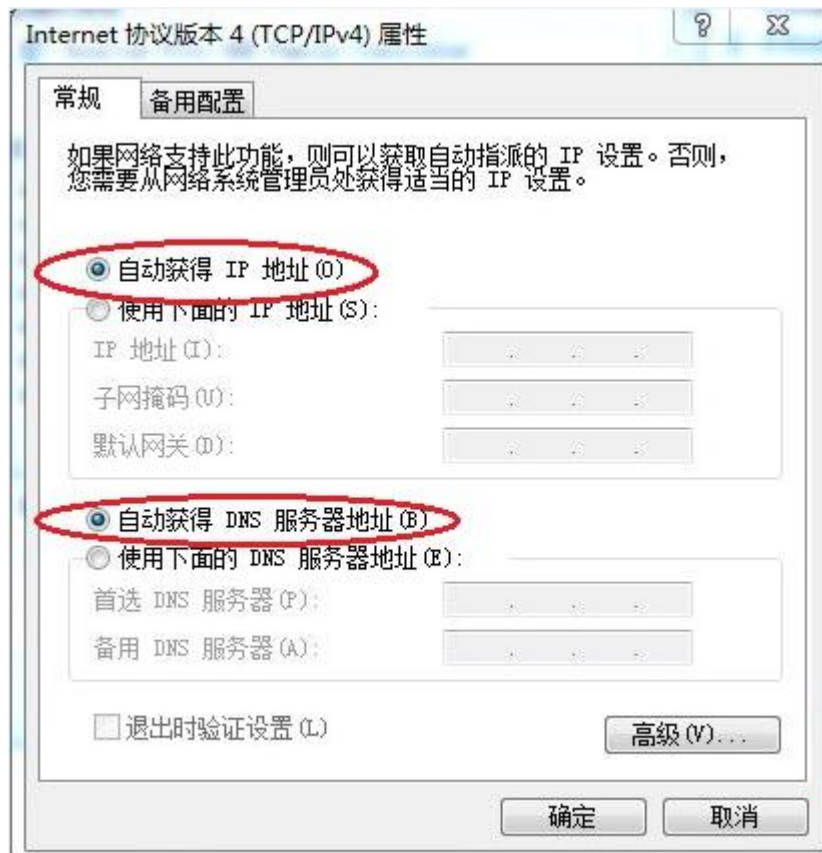 Internet 协议版本 4 (TCP/IPv4) 属性
常规
备用配置
如果网络支持此功能，则可以获取自动指派的 IP 设置。否则，
您需要从网络系统管理员处获得适当的 IP 设置。
自动获得 IP 地址(O)
使用下面的 IP 地址(S):
IP 地址(I):
子网掩码(U):
默认网关(D):
自动获得 DNS 服务器地址(B)
使用下面的 DNS 服务器地址(E):
首选 DNS 服务器(P):
备用 DNS 服务器(A):
退出时验证设置(L)
高级(V)...
确定
取消